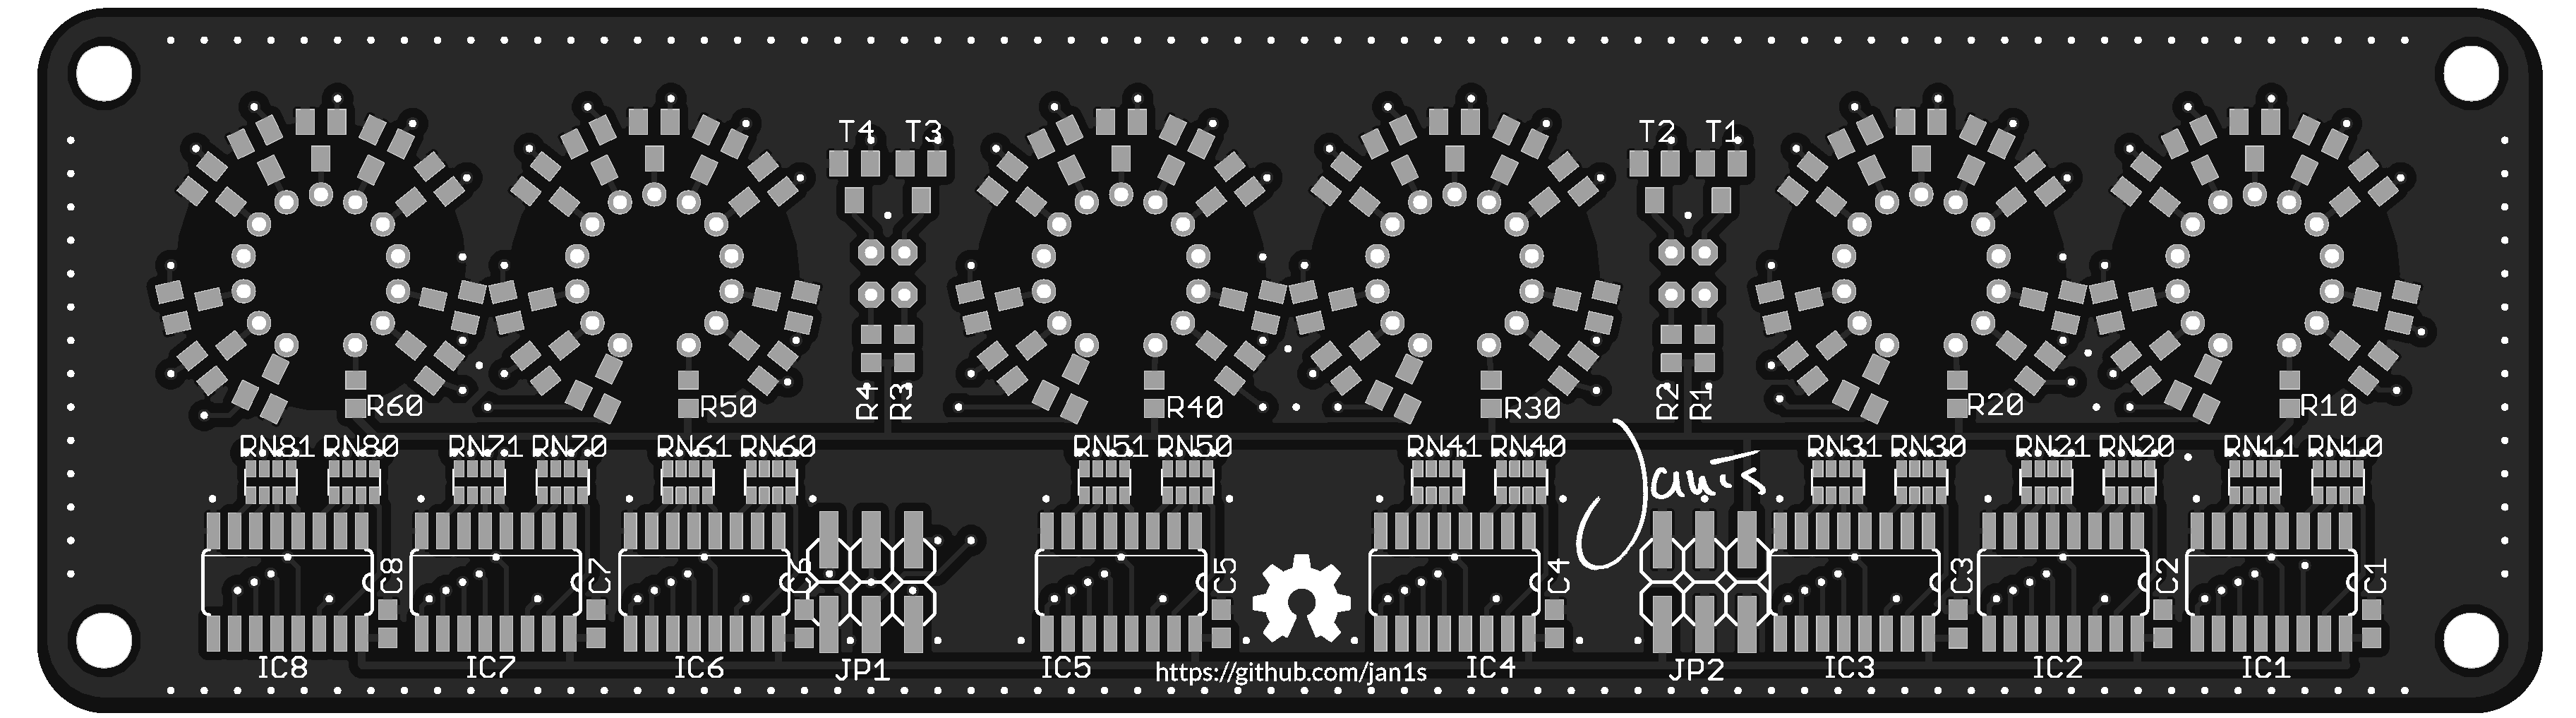 T4 T3 T2 T1
R4 R3 R2 R1
R60 R50 R40 R30 R20 R10
RN81 RN80 RN71 RN70 RN61 RN60 RN51 RN50 RN41 RN40 RN31 RN30 RN21 RN20 RN11 RN10
Janis
C8 C7 C6 C5 C4 C3 C2 C1
IC8 IC7 IC6 JP1 IC5 https://github.com/jan1s IC4 JP2 IC3 IC2 IC1